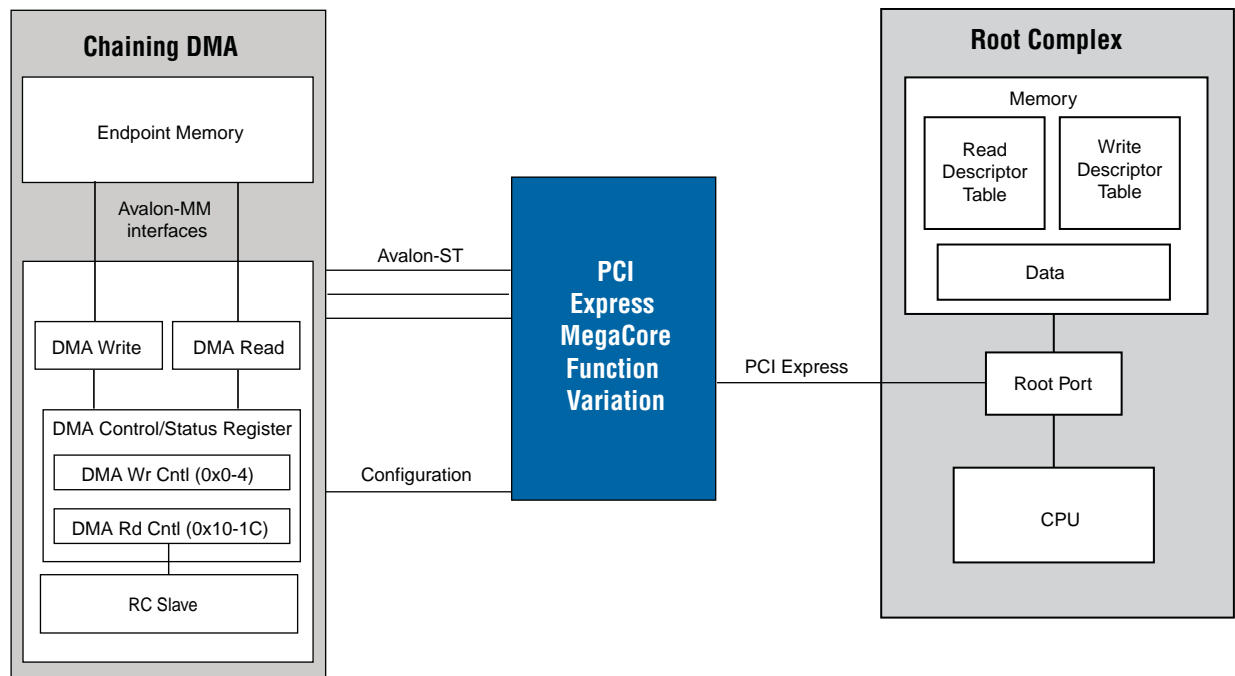 Chaining DMA
Endpoint Memory
Avalon-MM
interfaces
DMA Write
DMA Read
DMA Control/Status Register
DMA Wr Cntl (0x0-4)
DMA Rd Cntl (0x10-1C)
RC Slave
Avalon-ST
Configuration
PCI
Express
MegaCore
Function
Variation
PCI Express
Root Complex
Memory
Read
Descriptor
Table
Write
Descriptor
Table
Data
Root Port
CPU